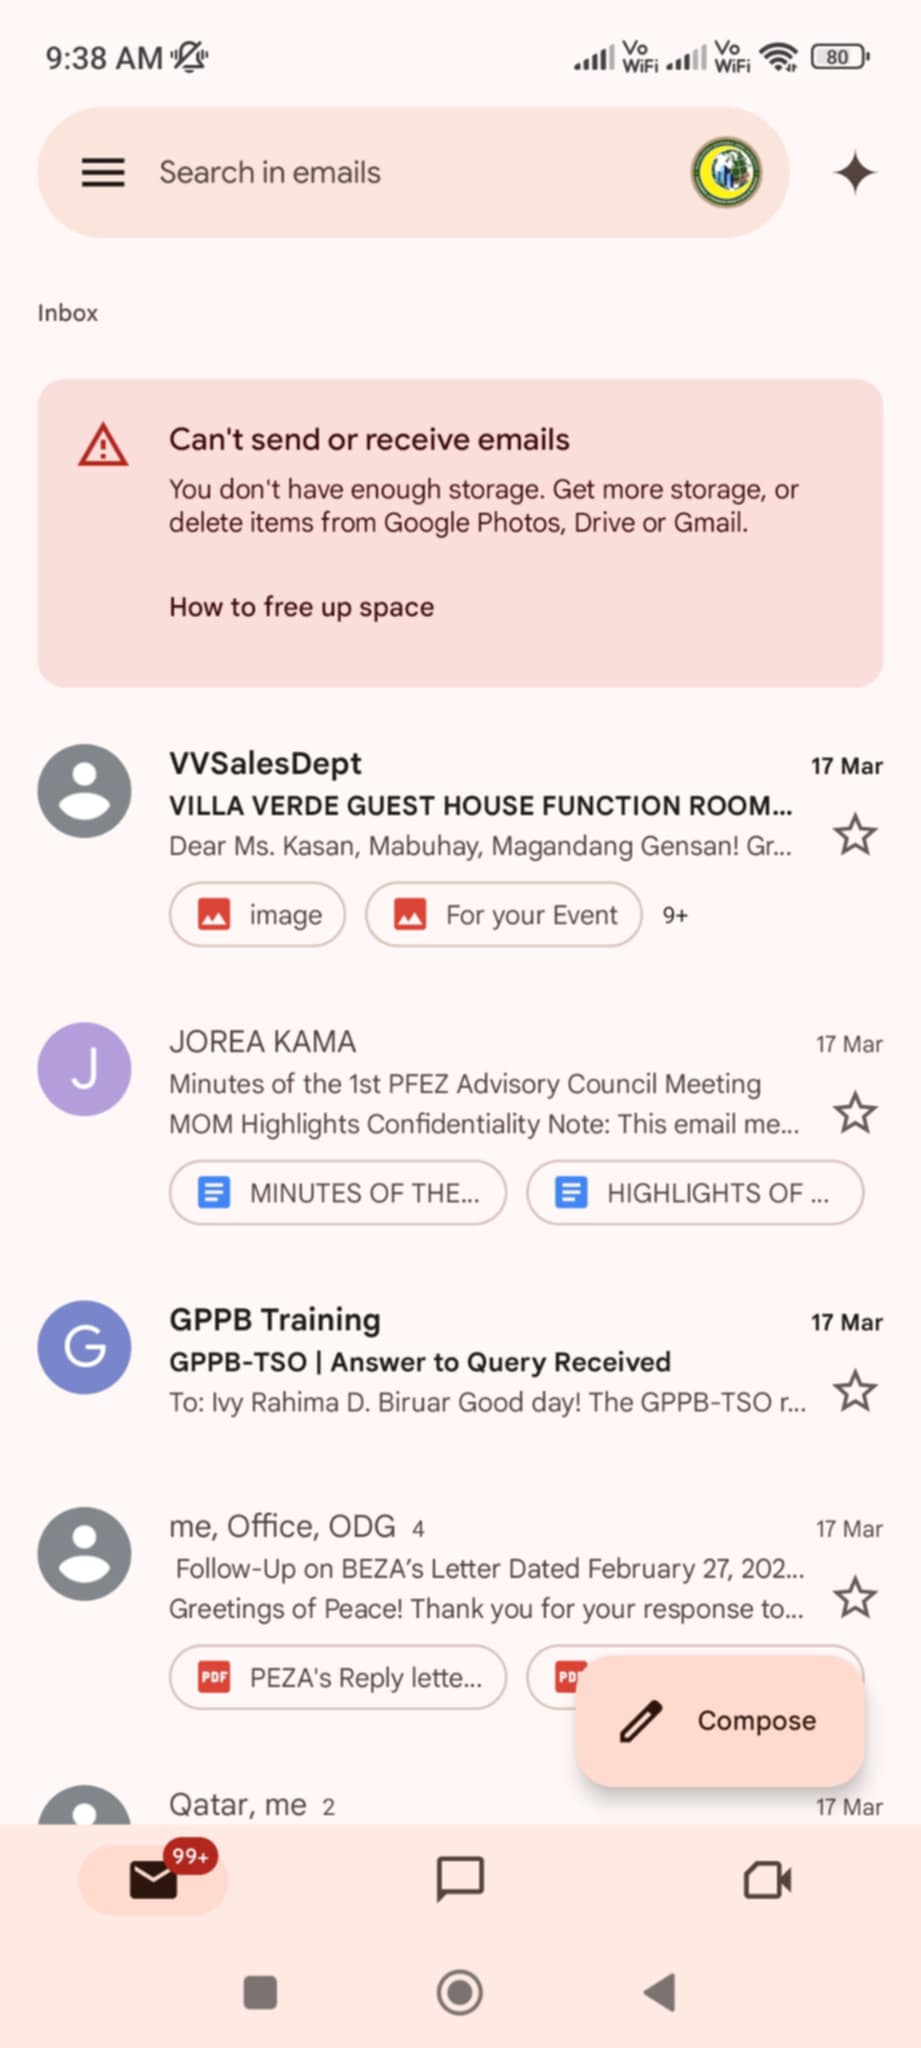 9:38 AM
Vo WiFi
Vo WiFi
80
Search in emails
Inbox
Can't send or receive emails
You don't have enough storage. Get more storage, or
delete items from Google Photos, Drive or Gmail.
How to free up space
VVSalesDept
17 Mar
VILLA VERDE GUEST HOUSE FUNCTION ROOM...
Dear Ms. Kasan, Mabuhay, Magandang Gensan! Gr...
image
For your Event
9+
J
JOREA KAMA
17 Mar
Minutes of the 1st PFEZ Advisory Council Meeting
MOM Highlights Confidentiality Note: This email me...
MINUTES OF THE...
HIGHLIGHTS OF ...
G
GPPB Training
17 Mar
GPPB-TSO | Answer to Query Received
To: Ivy Rahima D. Biruar Good day! The GPPB-TSO r...
me, Office, ODG 4
17 Mar
Follow-Up on BEZA’s Letter Dated February 27, 202...
Greetings of Peace! Thank you for your response to...
PDF
PEZA's Reply lette...
PDF
Compose
Qatar, me 2
17 Mar
99+